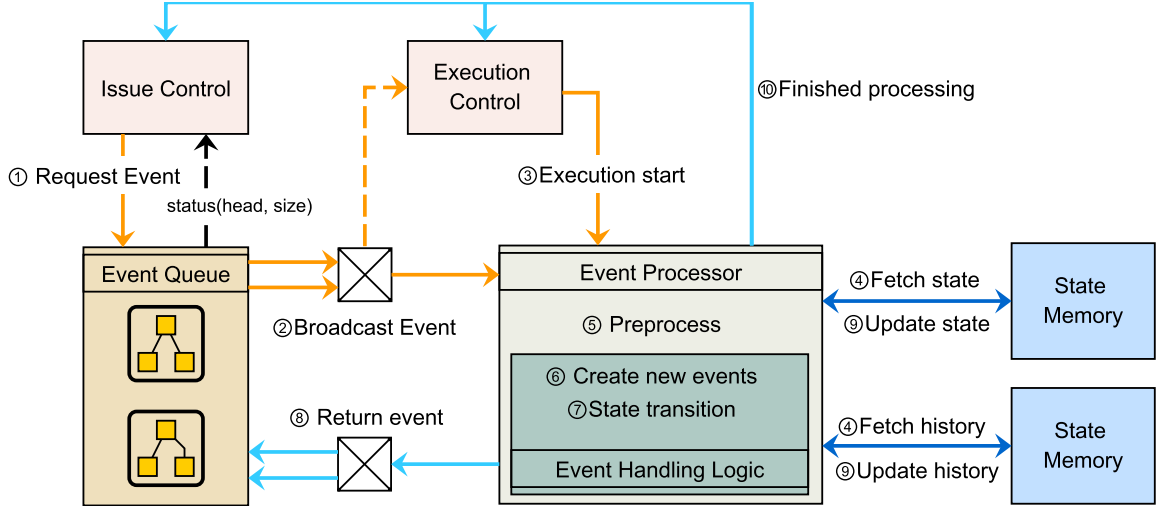 Issue Control
Execution
Control
⑩Finished processing
① Request Event
③Execution start
status(head, size)
Event Queue
Event Processor
④Fetch state
State
Memory
②Broadcast Event
⑤ Preprocess
⑨Update state
⑥ Create new events
⑦State transition
⑧ Return event
④Fetch history
State
Memory
Event Handling Logic
⑨Update history